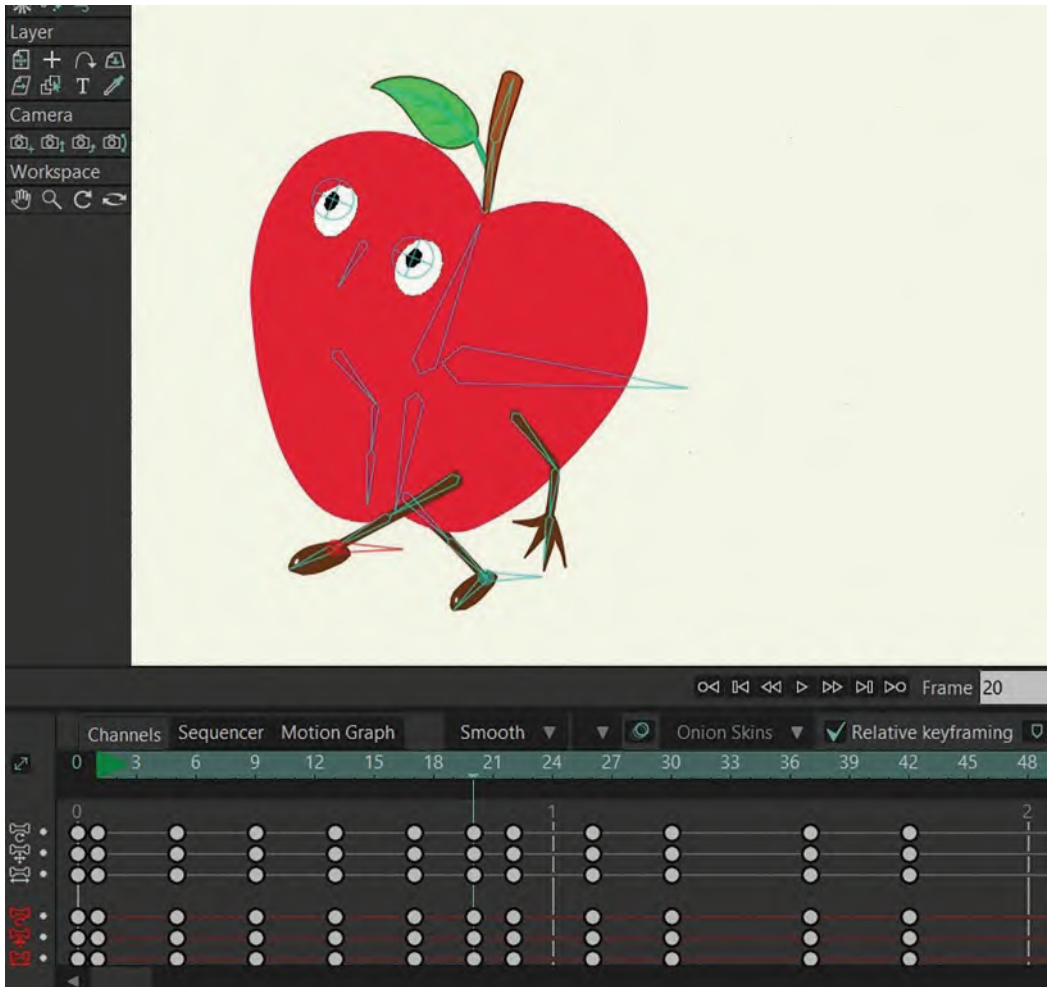 Layer
T
Camera
Workspace
Frame 20
Channels Sequencer Motion Graph Smooth Onion Skins Relative keyframing
0 3 6 9 12 15 18 21 24 27 30 33 36 39 42 45 48
0 1 2